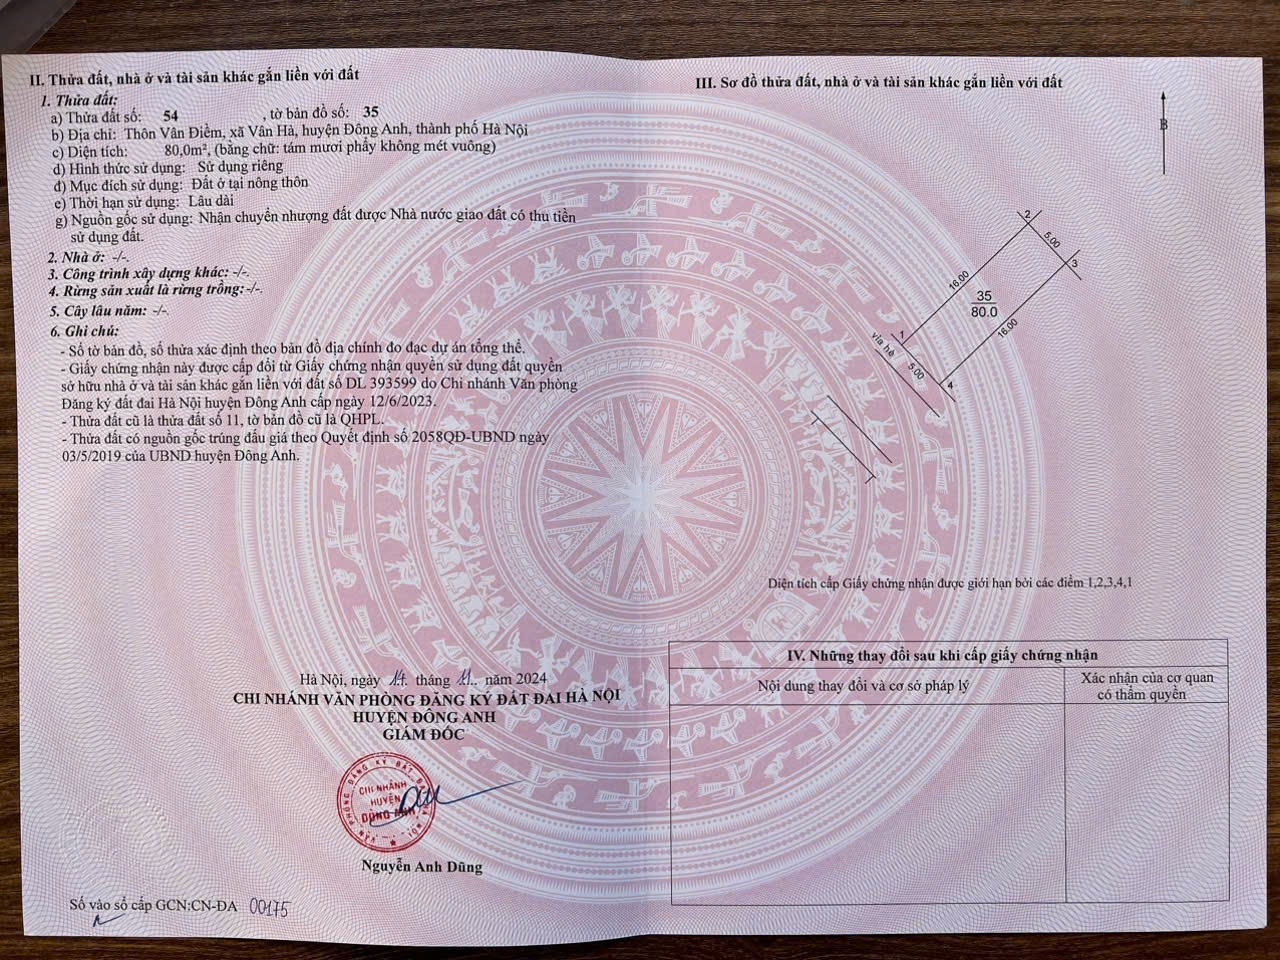 II. Thửa đất, nhà ở và tài sản khác gắn liền với đất
1. Thửa đất:
a) Thửa đất số: 54 , tờ bản đồ số: 35
b) Địa chỉ: Thôn Vân Điềm, xã Vân Hà, huyện Đông Anh, thành phố Hà Nội
c) Diện tích: 80,0m², (bằng chữ: tám mươi phẩy không mét vuông)
d) Hình thức sử dụng: Sử dụng riêng
đ) Mục đích sử dụng: Đất ở tại nông thôn
e) Thời hạn sử dụng: Lâu dài
g) Nguồn gốc sử dụng: Nhận chuyển nhượng đất được Nhà nước giao đất có thu tiền
sử dụng đất.
2. Nhà ở: -/-.
3. Công trình xây dựng khác: -/-.
4. Rừng sản xuất là rừng trồng:-/-.
5. Cây lâu năm: -/-.
6. Ghi chú:
- Số tờ bản đồ, số thửa xác định theo bản đồ địa chính đo đạc dự án tổng thể.
- Giấy chứng nhận này được cấp đổi từ Giấy chứng nhận quyền sử dụng đất quyền
sở hữu nhà ở và tài sản khác gắn liền với đất số DL 393599 do Chi nhánh Văn phòng
Đăng ký đất đai Hà Nội huyện Đông Anh cấp ngày 12/6/2023.
- Thửa đất cũ là thửa đất số 11, tờ bản đồ cũ là QHPL.
- Thửa đất có nguồn gốc trúng đấu giá theo Quyết định số 2058QĐ-UBND ngày
03/5/2019 của UBND huyện Đông Anh.
Hà Nội, ngày 14 tháng 11 năm 2024
CHI NHÁNH VĂN PHÒNG ĐĂNG KÝ ĐẤT ĐAI HÀ NỘI
HUYỆN ĐÔNG ANH
GIÁM ĐỐC
VĂN PHÒNG ĐĂNG KÝ ĐẤT ĐAI HÀ NỘI
CHI NHÁNH
HUYỆN
ĐÔNG ANH
Nguyễn Anh Dũng
Số vào sổ cấp GCN:CN-ĐA 00175
III. Sơ đồ thửa đất, nhà ở và tài sản khác gắn liền với đất
B
2
5.00
3
16.00
35
80.0
16.00
1
vỉa hè
5.00
4
Diện tích cấp Giấy chứng nhận được giới hạn bởi các điểm 1,2,3,4,1
IV. Những thay đổi sau khi cấp giấy chứng nhận
Nội dung thay đổi và cơ sở pháp lý
Xác nhận của cơ quan
có thẩm quyền